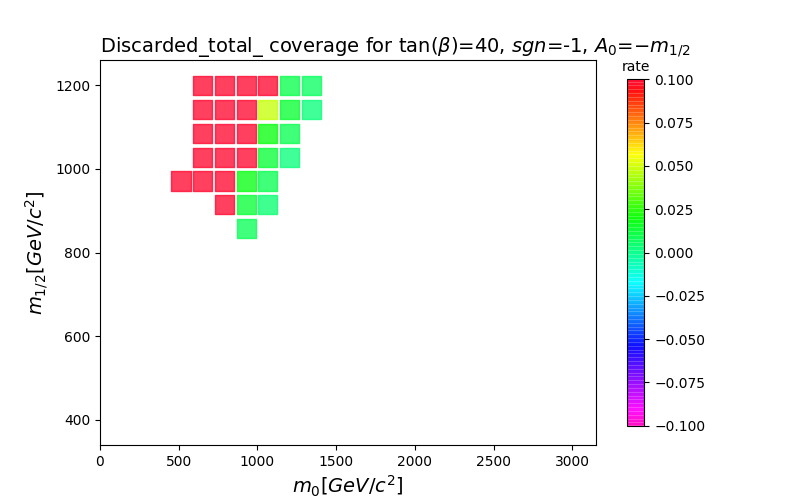 Discarded_total_ coverage for tan(β)=40, sgn=-1, A₀=−m₁/₂
rate
0.100
0.075
0.050
0.025
0.000
−0.025
−0.050
−0.075
−0.100
1200
1000
800
600
400
m₁/₂[GeV/c²]
0 500 1000 1500 2000 2500 3000
m₀[GeV/c²]